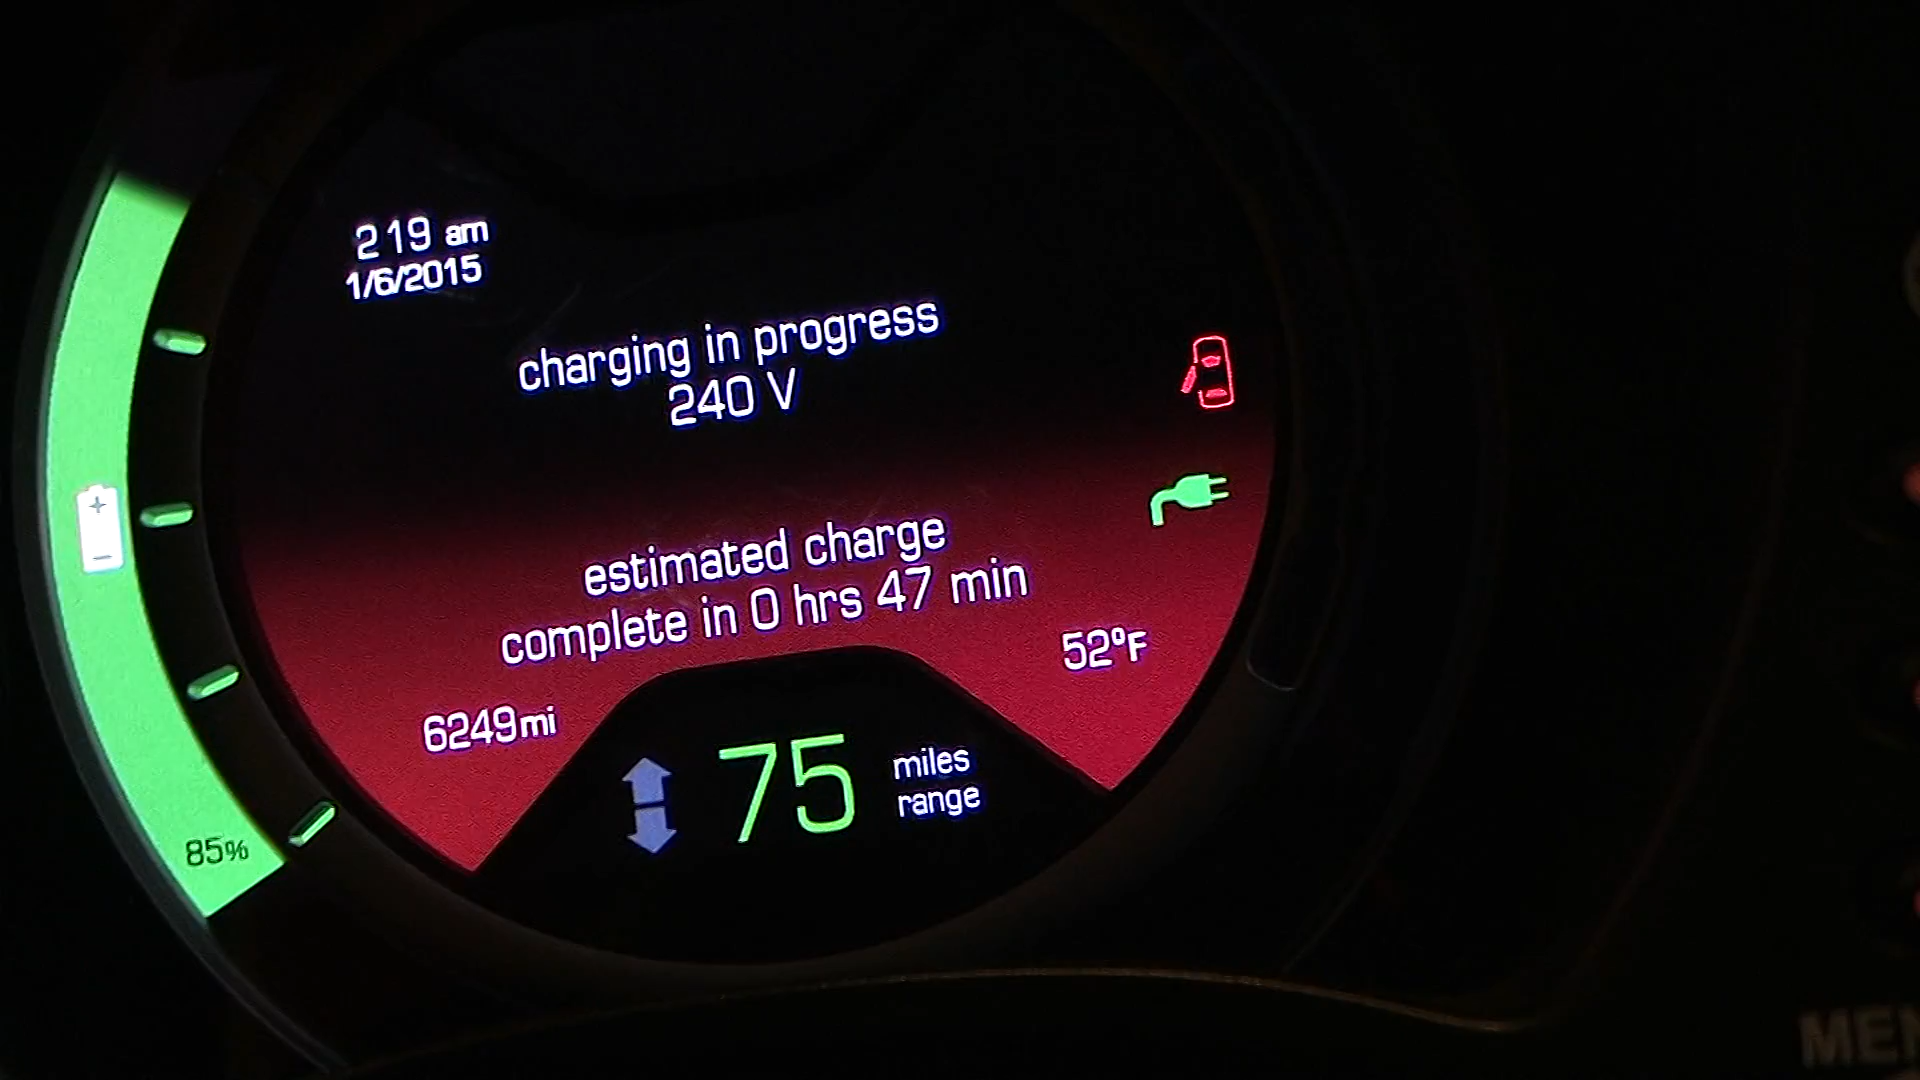 2 19 am
1/6/2015
charging in progress
240 V
estimated charge
complete in 0 hrs 47 min
52°F
6249mi
75 miles
range
85%